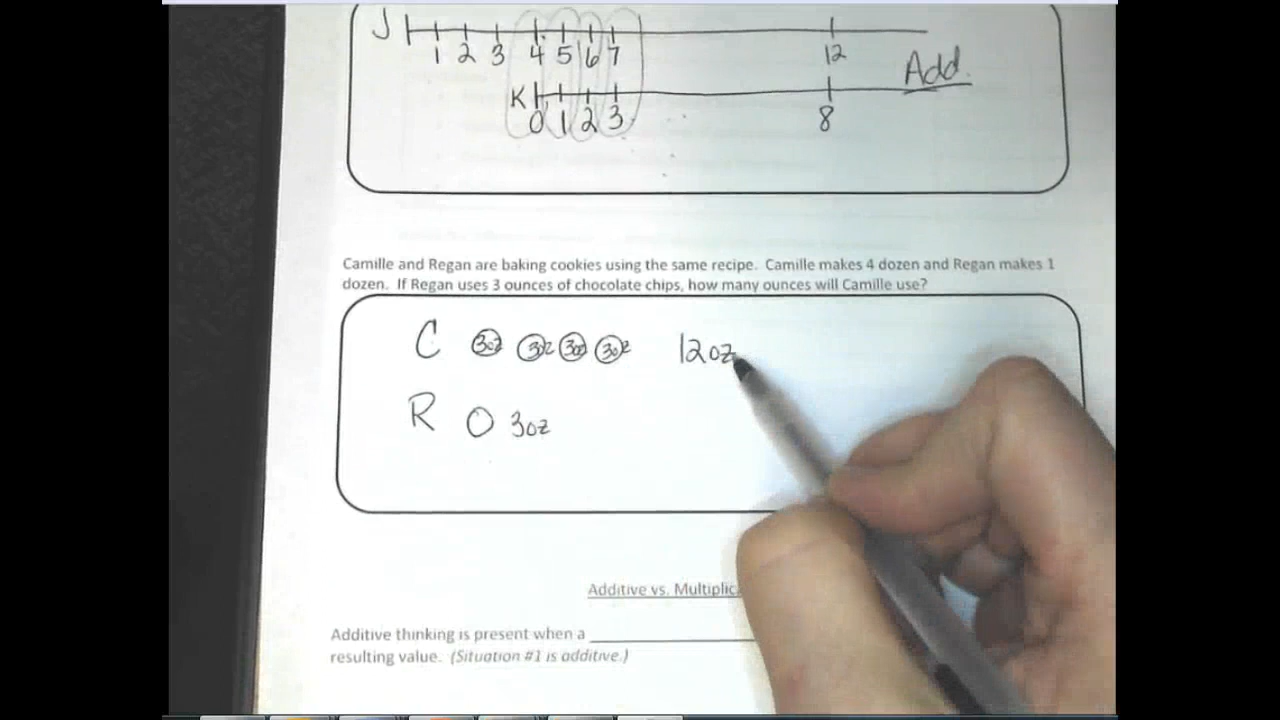 J
1 2 3 4 5 6 7 12
Add.
K
0 1 2 3 8
Camille and Regan are baking cookies using the same recipe. Camille makes 4 dozen and Regan makes 1
dozen. If Regan uses 3 ounces of chocolate chips, how many ounces will Camille use?
C 3oz 3oz 3oz 3oz 12oz
R 3oz
Additive vs.
Additive thinking is present when a
resulting value. (Situation #1 is additive.)